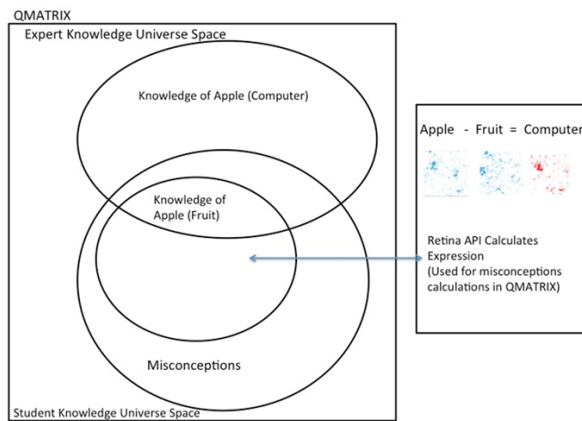 QMATRIX
Expert Knowledge Universe Space
Knowledge of Apple (Computer)
Knowledge of
Apple (Fruit)
Misconceptions
Student Knowledge Universe Space
Apple - Fruit = Computer
Retina API Calculates
Expression
(Used for misconceptions
calculations in QMATRIX)